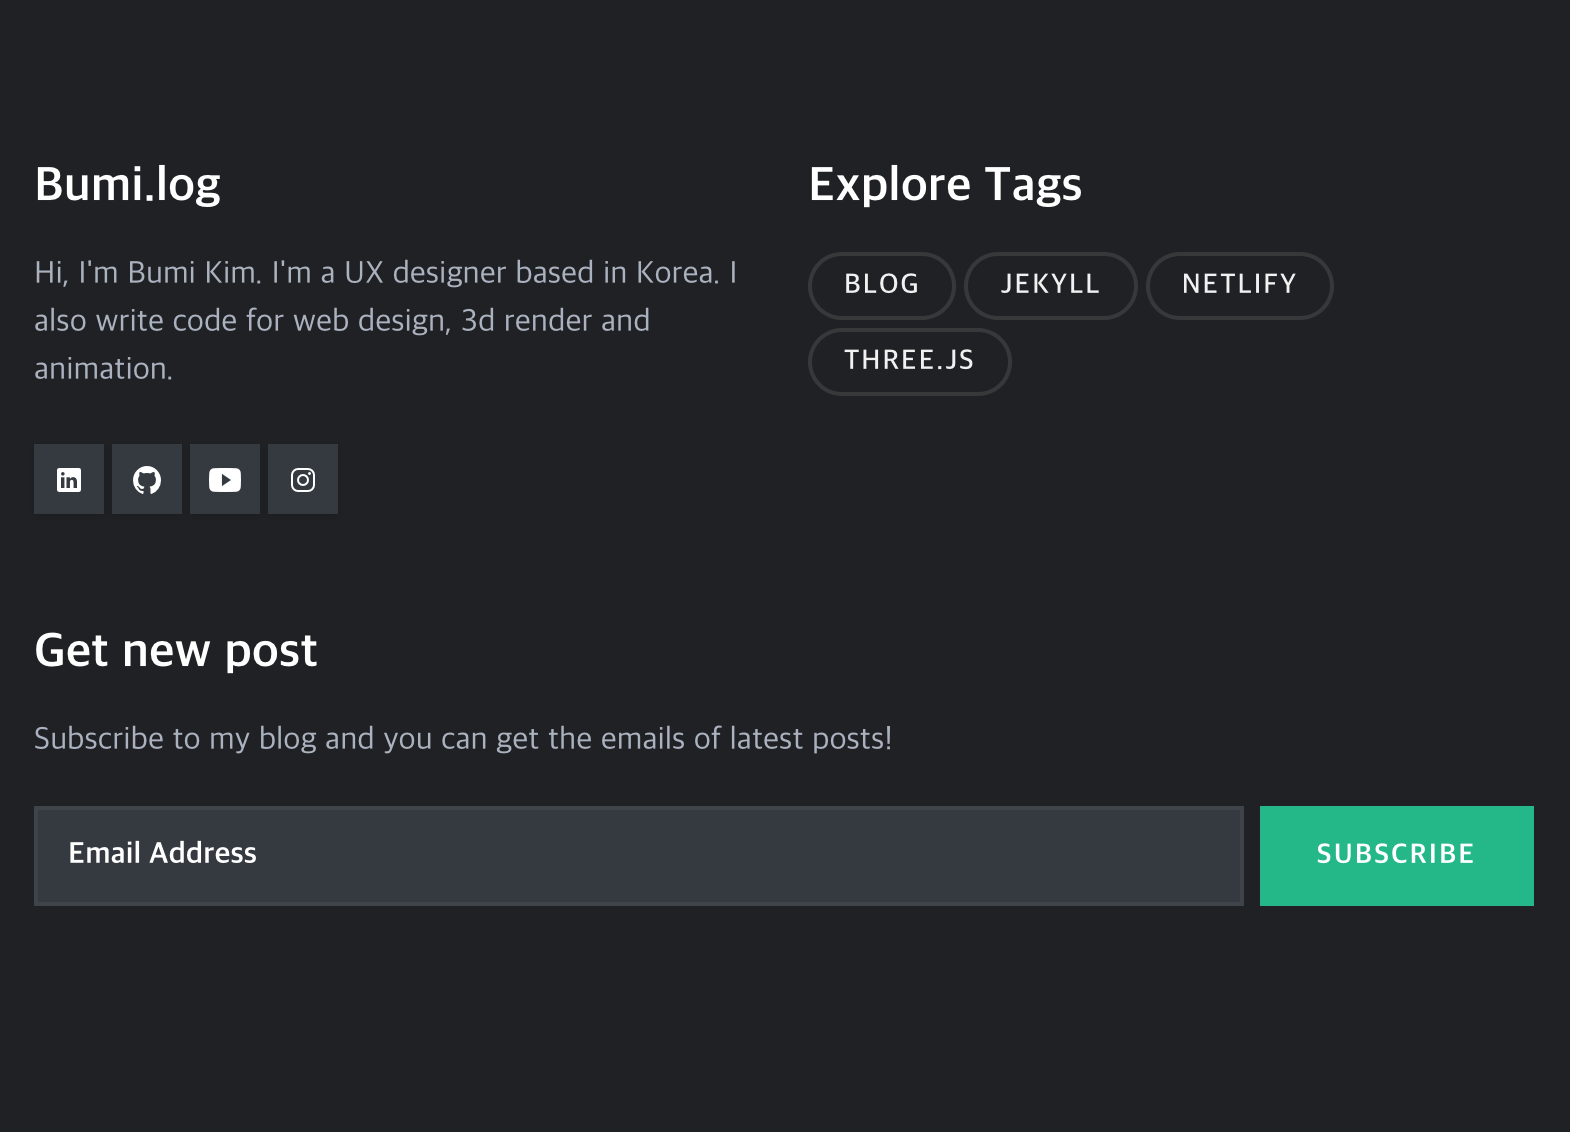 Bumi.log
Hi, I'm Bumi Kim. I'm a UX designer based in Korea. I
also write code for web design, 3d render and
animation.
Explore Tags
BLOG JEKYLL NETLIFY
THREE.JS
Get new post
Subscribe to my blog and you can get the emails of latest posts!
Email Address SUBSCRIBE